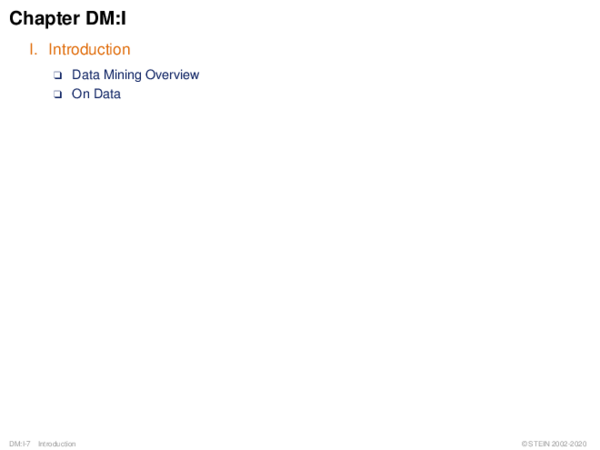 Chapter DM:I
I. Introduction
❑ Data Mining Overview
❑ On Data
DM:I-7 Introduction © STEIN 2002-2020